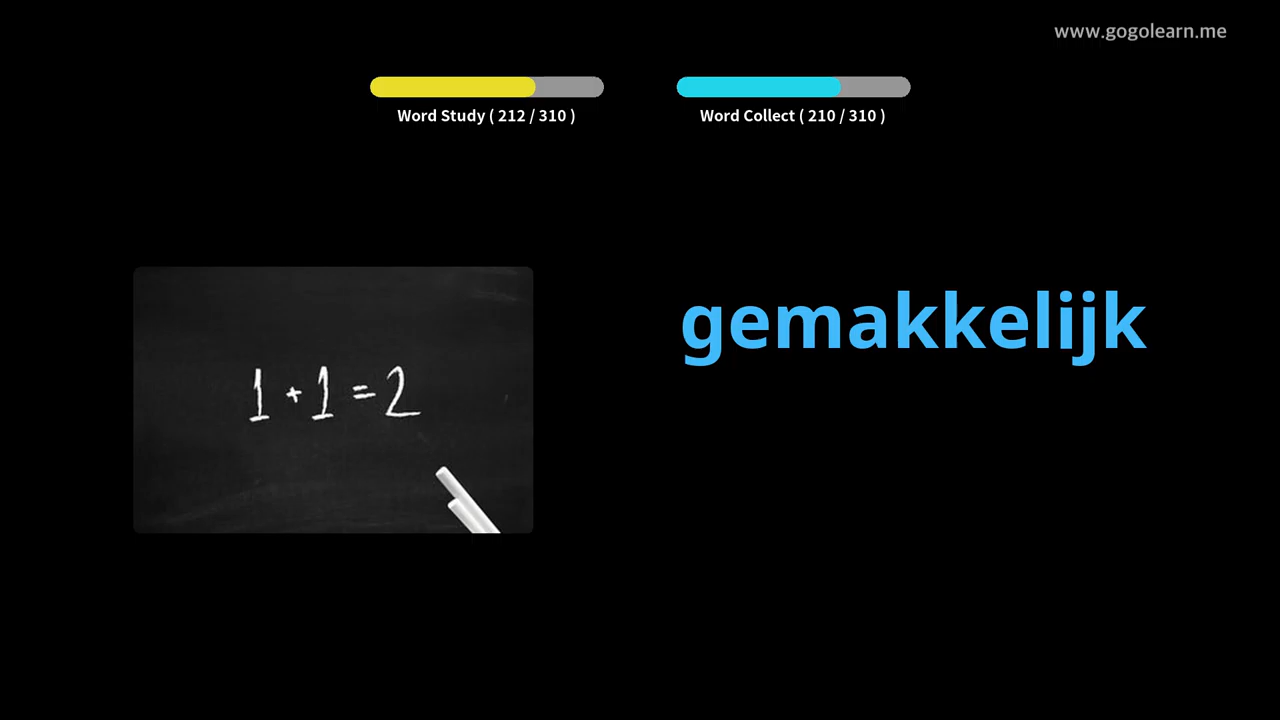 www.gogolearn.me
Word Study ( 212 / 310 )
Word Collect ( 210 / 310 )
gemakkelijk
1 + 1 = 2